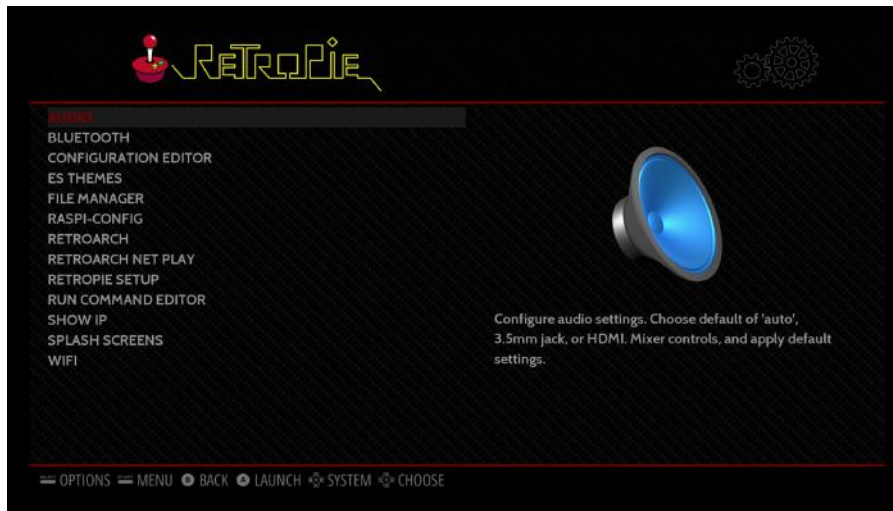 RETROPIE
AUDIO
BLUETOOTH
CONFIGURATION EDITOR
ES THEMES
FILE MANAGER
RASPI-CONFIG
RETROARCH
RETROARCH NET PLAY
RETROPIE SETUP
RUN COMMAND EDITOR
SHOW IP
SPLASH SCREENS
WIFI
Configure audio settings. Choose default of 'auto',
3.5mm jack, or HDMI. Mixer controls, and apply default
settings.
SELECT OPTIONS START MENU B BACK A LAUNCH SYSTEM CHOOSE